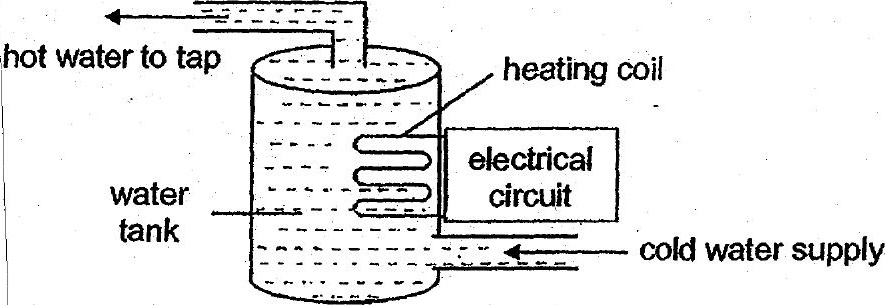 hot water to tap
heating coil
electrical
circuit
water
tank
cold water supply